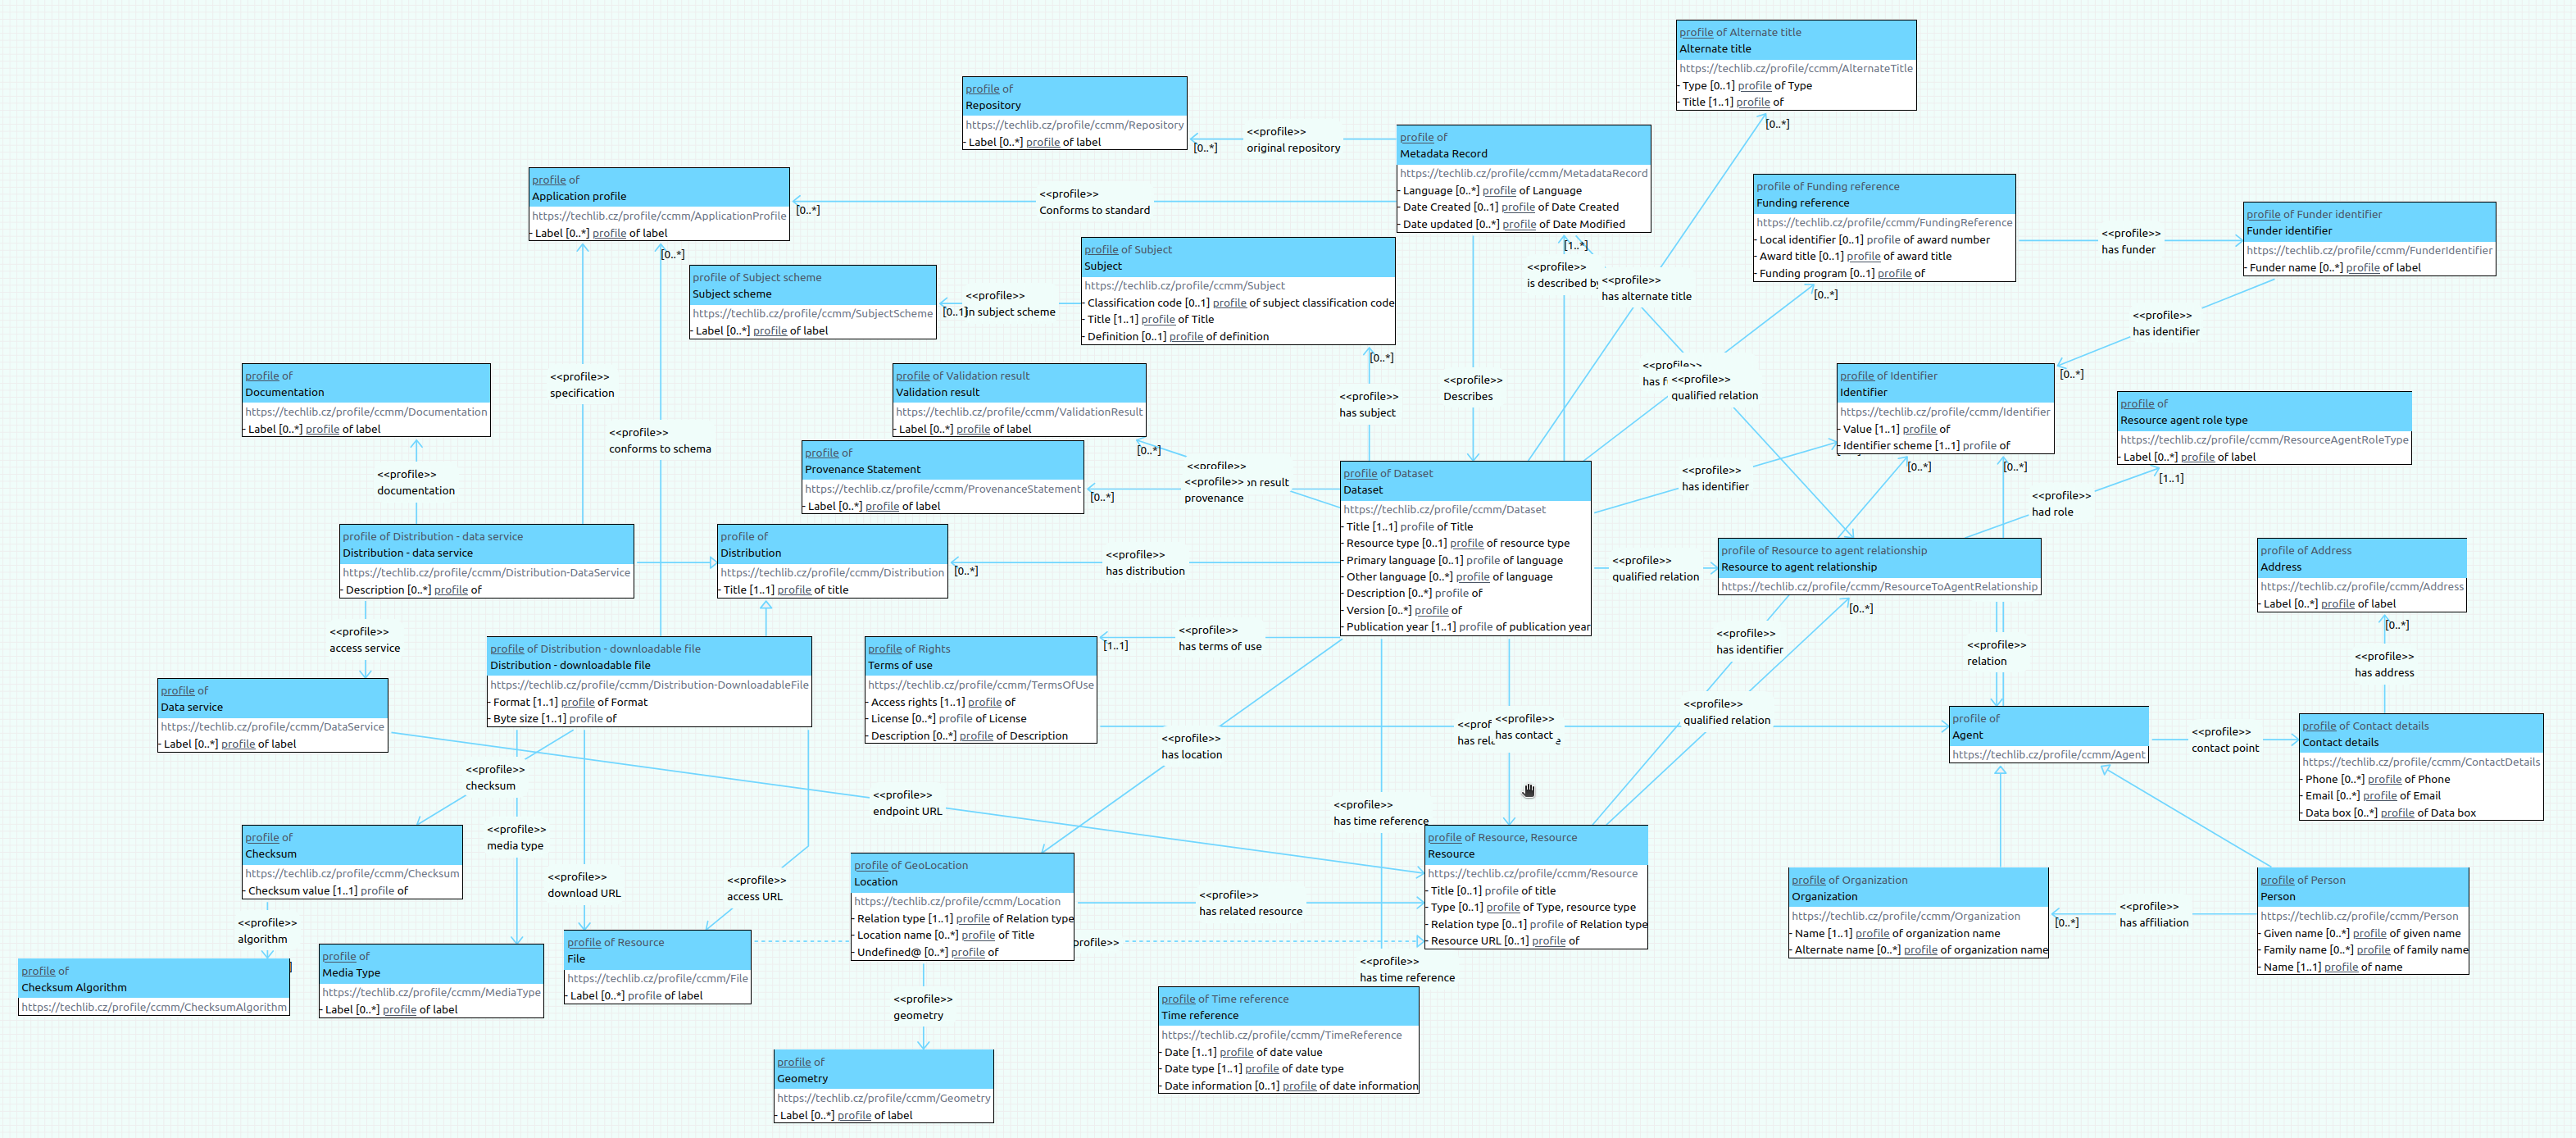 profile of Alternate title
Alternate title
https://techlib.cz/profile/ccmm/AlternateTitle
- Type [0..1] profile of Type
- Title [1..1] profile of
[0..*]
profile of
Repository
https://techlib.cz/profile/ccmm/Repository
- Label [0..*] profile of label
[0..*]
<<profile>>
original repository
profile of
Metadata Record
https://techlib.cz/profile/ccmm/MetadataRecord
- Language [0..*] profile of Language
- Date Created [0..1] profile of Date Created
- Date updated [0..*] profile of Date Modified
[1..*]
profile of
Application profile
https://techlib.cz/profile/ccmm/ApplicationProfile
- Label [0..*] profile of label
[0..*]
[0..*]
<<profile>>
Conforms to standard
profile of Funding reference
Funding reference
https://techlib.cz/profile/ccmm/FundingReference
- Local identifier [0..1] profile of award number
- Award title [0..1] profile of award title
- Funding program [0..1] profile of
[0..*]
<<profile>>
has funder
profile of Funder identifier
Funder identifier
https://techlib.cz/profile/ccmm/FunderIdentifier
- Funder name [0..*] profile of label
<<profile>>
has identifier
[0..*]
profile of Subject
Subject
https://techlib.cz/profile/ccmm/Subject
- Classification code [0..1] profile of subject classification code
- Title [1..1] profile of Title
- Definition [0..1] profile of definition
[0..*]
profile of Subject scheme
Subject scheme
https://techlib.cz/profile/ccmm/SubjectScheme
- Label [0..*] profile of label
[0..1]
<<profile>>
in subject scheme
<<profile>>
is described by
<<profile>>
has alternate title
<<profile>>
has subject
<<profile>>
Describes
<<profile>>
has f
<<profile>>
qualified relation
profile of Documentation
Documentation
https://techlib.cz/profile/ccmm/Documentation
- Label [0..*] profile of label
<<profile>>
specification
<<profile>>
conforms to schema
<<profile>>
documentation
profile of Validation result
Validation result
https://techlib.cz/profile/ccmm/ValidationResult
- Label [0..*] profile of label
[0..*]
profile of
Provenance Statement
https://techlib.cz/profile/ccmm/ProvenanceStatement
- Label [0..*] profile of label
[0..*]
<<profile>>
<<profile>> on result
provenance
profile of Identifier
Identifier
https://techlib.cz/profile/ccmm/Identifier
- Value [1..1] profile of
- Identifier scheme [1..1] profile of
[0..*]
[0..*]
profile of
Resource agent role type
https://techlib.cz/profile/ccmm/ResourceAgentRoleType
- Label [0..*] profile of label
[1..1]
<<profile>>
had role
<<profile>>
has identifier
profile of Dataset
Dataset
https://techlib.cz/profile/ccmm/Dataset
- Title [1..1] profile of Title
- Resource type [0..1] profile of resource type
- Primary language [0..1] profile of language
- Other language [0..*] profile of language
- Description [0..*] profile of
- Version [0..*] profile of
- Publication year [1..1] profile of publication year
profile of Distribution - data service
Distribution - data service
https://techlib.cz/profile/ccmm/Distribution-DataService
- Description [0..*] profile of
profile of
Distribution
https://techlib.cz/profile/ccmm/Distribution
- Title [1..1] profile of title
[0..*]
<<profile>>
has distribution
<<profile>>
qualified relation
profile of Resource to agent relationship
Resource to agent relationship
https://techlib.cz/profile/ccmm/ResourceToAgentRelationship
[0..*]
profile of Address
Address
https://techlib.cz/profile/ccmm/Address
- Label [0..*] profile of label
[0..*]
<<profile>>
has address
<<profile>>
access service
<<profile>>
has terms of use
[1..1]
<<profile>>
has identifier
<<profile>>
relation
profile of Distribution - downloadable file
Distribution - downloadable file
https://techlib.cz/profile/ccmm/Distribution-DownloadableFile
- Format [1..1] profile of Format
- Byte size [1..1] profile of
profile of Rights
Terms of use
https://techlib.cz/profile/ccmm/TermsOfUse
- Access rights [1..1] profile of
- License [0..*] profile of License
- Description [0..*] profile of Description
profile of
Data service
https://techlib.cz/profile/ccmm/DataService
- Label [0..*] profile of label
<<profile>>
has location
<<prof
has rel
<<profile>>
has contact
<<profile>>
qualified relation
profile of
Agent
https://techlib.cz/profile/ccmm/Agent
<<profile>>
contact point
profile of Contact details
Contact details
https://techlib.cz/profile/ccmm/ContactDetails
- Phone [0..*] profile of Phone
- Email [0..*] profile of Email
- Data box [0..*] profile of Data box
<<profile>>
checksum
<<profile>>
media type
<<profile>>
endpoint URL
<<profile>>
has time reference
profile of
Checksum
https://techlib.cz/profile/ccmm/Checksum
- Checksum value [1..1] profile of
<<profile>>
download URL
<<profile>>
access URL
profile of GeoLocation
Location
https://techlib.cz/profile/ccmm/Location
- Relation type [1..1] profile of Relation type
- Location name [0..*] profile of Title
- Undefined@ [0..*] profile of
<<profile>>
has related resource
profile>>
profile of Resource, Resource
Resource
https://techlib.cz/profile/ccmm/Resource
- Title [0..1] profile of title
- Type [0..1] profile of Type, resource type
- Relation type [0..1] profile of Relation type
- Resource URL [0..1] profile of
profile of Organization
Organization
https://techlib.cz/profile/ccmm/Organization
- Name [1..1] profile of organization name
- Alternate name [0..*] profile of organization name
[0..*]
<<profile>>
has affiliation
profile of Person
Person
https://techlib.cz/profile/ccmm/Person
- Given name [0..*] profile of given name
- Family name [0..*] profile of family name
- Name [1..1] profile of name
<<profile>>
algorithm
profile of
Checksum Algorithm
https://techlib.cz/profile/ccmm/ChecksumAlgorithm
profile of
Media Type
https://techlib.cz/profile/ccmm/MediaType
- Label [0..*] profile of label
profile of Resource
File
https://techlib.cz/profile/ccmm/File
- Label [0..*] profile of label
<<profile>>
geometry
<<profile>>
has time reference
profile of Time reference
Time reference
https://techlib.cz/profile/ccmm/TimeReference
- Date [1..1] profile of date value
- Date type [1..1] profile of date type
- Date information [0..1] profile of date information
profile of
Geometry
https://techlib.cz/profile/ccmm/Geometry
- Label [0..*] profile of label